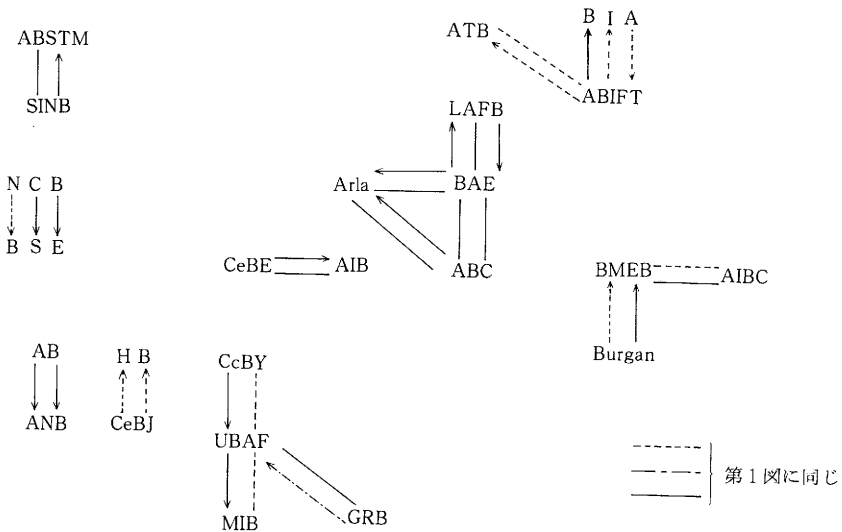 ATB
B I A
ABSTM
SINB
ABIFT
LAFB
N C B
Arla
BAE
B S E
CeBE
AIB
ABC
BMEB
AIBC
AB
H B
CcBY
Burgan
ANB
CeBJ
UBAF
第1図に同じ
MIB
GRB